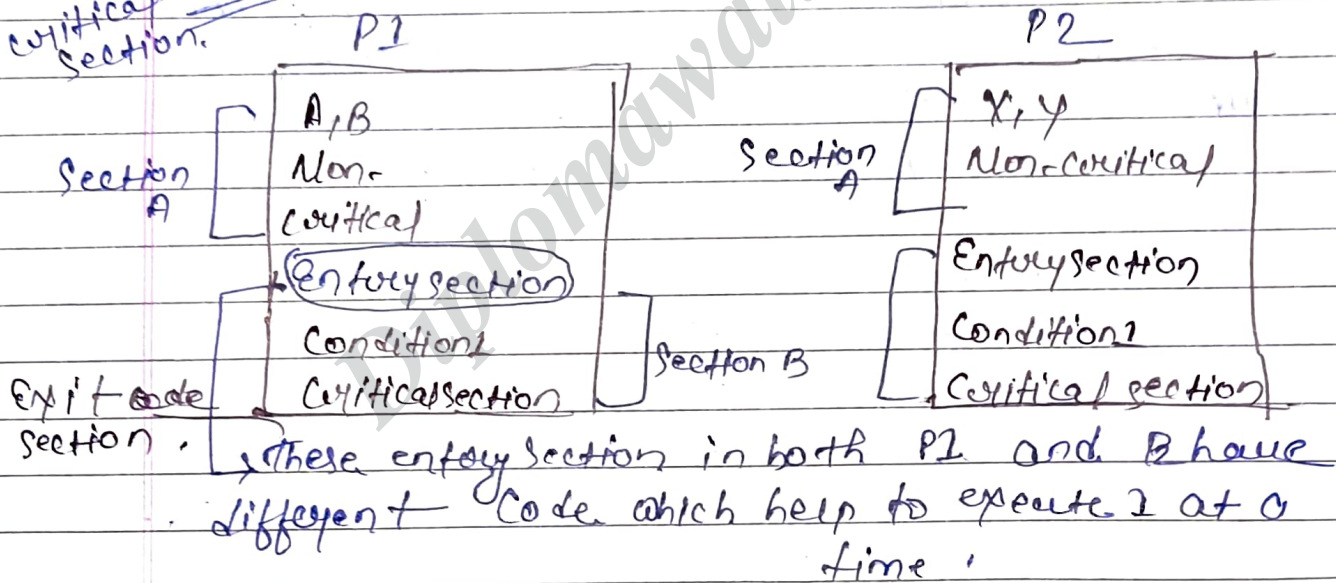 critical
section.
P1
P2
A,B
Non-
critical
Section
A
Entry section
Condition1
Critical section
Section B
X, Y
Non-critical
Section
A
Entry section
Condition1
Critical section
Exit code
section.
These entry section in both P1 and B have
different Code which help to execute 1 at a
time.
Diplomawal